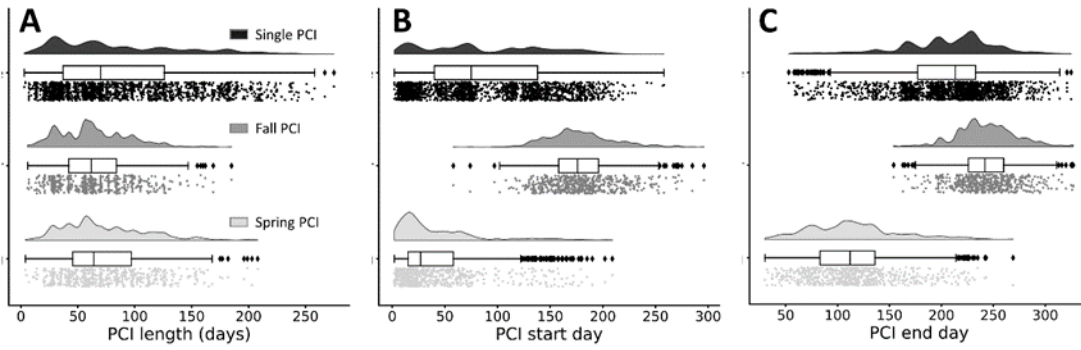 A
B
C
Single PCI
Fall PCI
Spring PCI
0 50 100 150 200 250
PCI length (days)
0 50 100 150 200 250 300
PCI start day
50 100 150 200 250 300
PCI end day